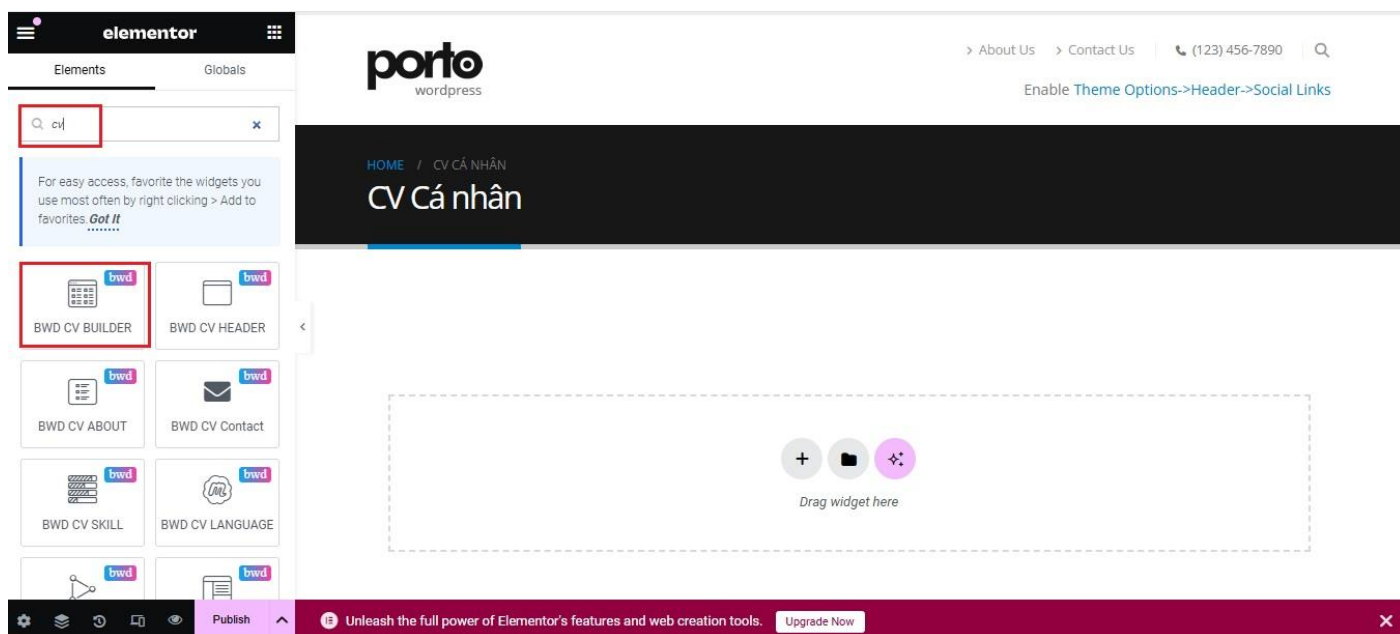 elementor
Elements Globals
cv
For easy access, favorite the widgets you
use most often by right clicking > Add to
favorites. Got It
bwd bwd
BWD CV BUILDER BWD CV HEADER
bwd bwd
BWD CV ABOUT BWD CV Contact
bwd bwd
BWD CV SKILL BWD CV LANGUAGE
bwd bwd
Publish
porto
wordpress
> About Us > Contact Us (123) 456-7890
Enable Theme Options->Header->Social Links
HOME / CV CÁ NHÂN
CV Cá nhân
Drag widget here
Unleash the full power of Elementor's features and web creation tools. Upgrade Now